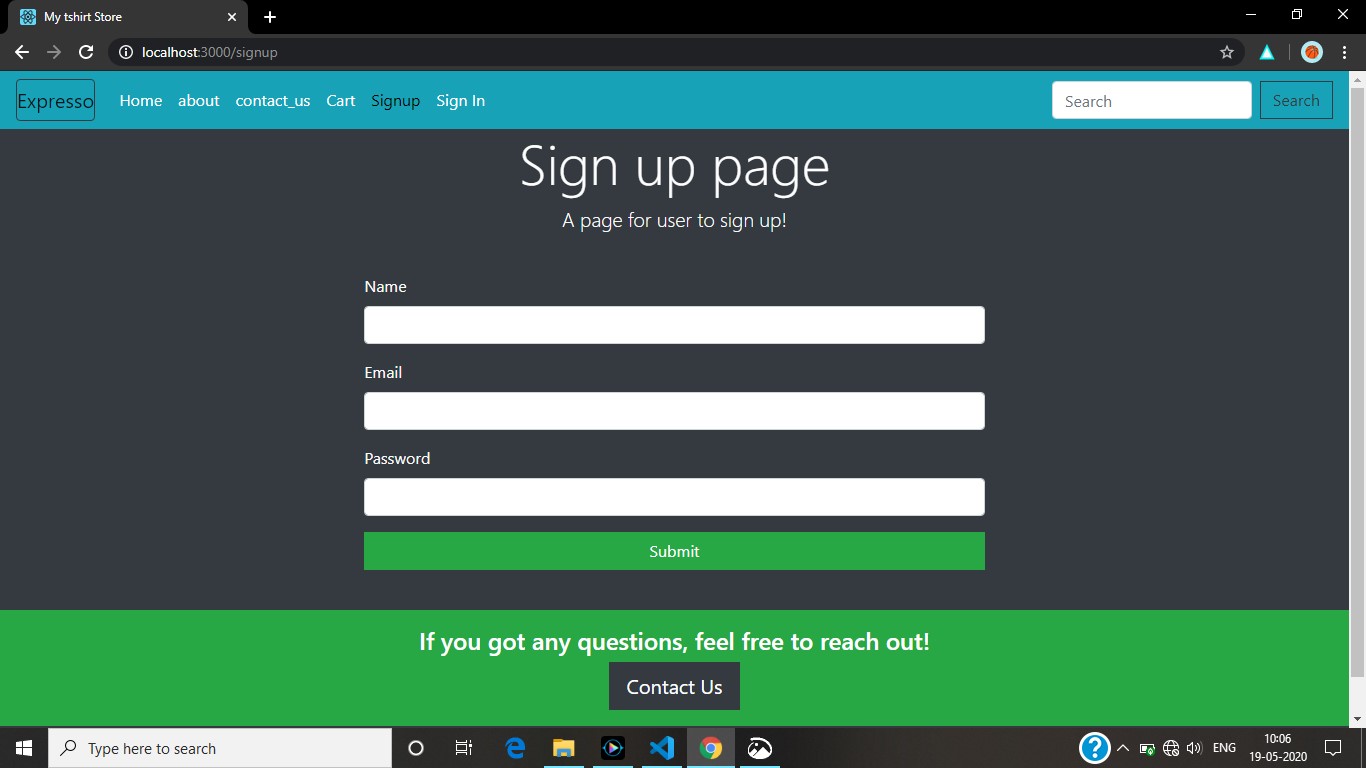 My tshirt Store
localhost:3000/signup
Expresso Home about contact_us Cart Signup Sign In Search Search
Sign up page
A page for user to sign up!
Name
Email
Password
Submit
If you got any questions, feel free to reach out!
Contact Us
Type here to search
ENG
10:06
19-05-2020